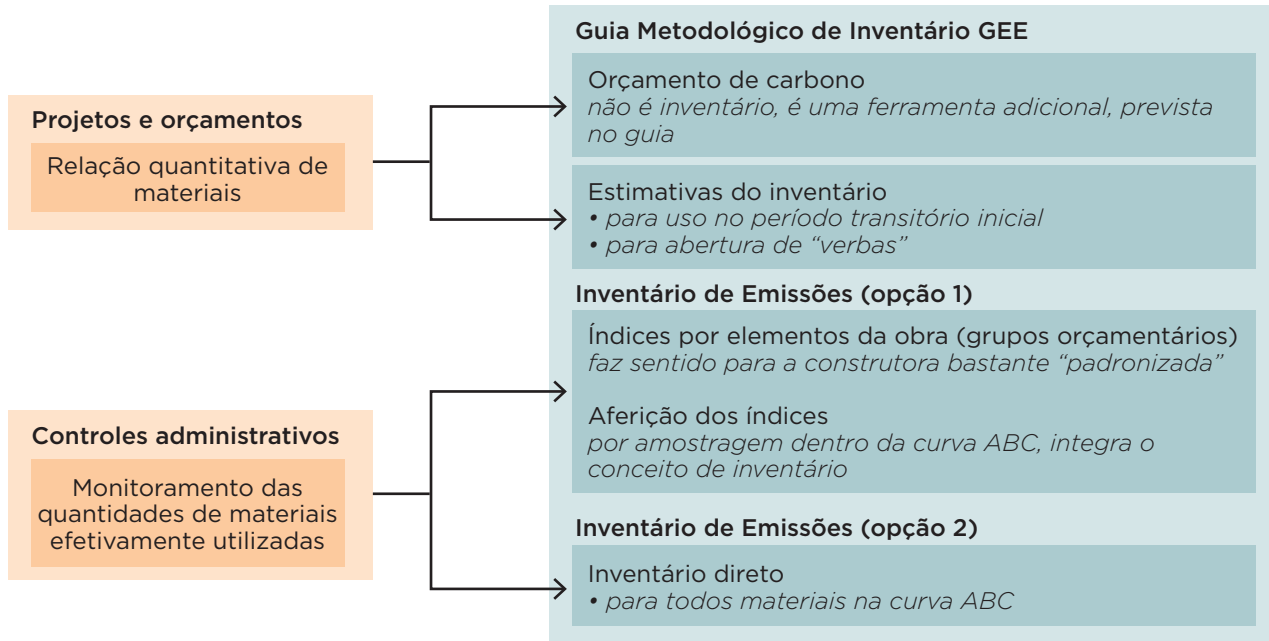 Projetos e orçamentos
Relação quantitativa de
materiais
Controles administrativos
Monitoramento das
quantidades de materiais
efetivamente utilizadas
Guia Metodológico de Inventário GEE
Orçamento de carbono
não é inventário, é uma ferramenta adicional, prevista
no guia
Estimativas do inventário
• para uso no período transitório inicial
• para abertura de “verbas”
Inventário de Emissões (opção 1)
Índices por elementos da obra (grupos orçamentários)
faz sentido para a construtora bastante “padronizada”
Aferição dos índices
por amostragem dentro da curva ABC, integra o
conceito de inventário
Inventário de Emissões (opção 2)
Inventário direto
• para todos materiais na curva ABC